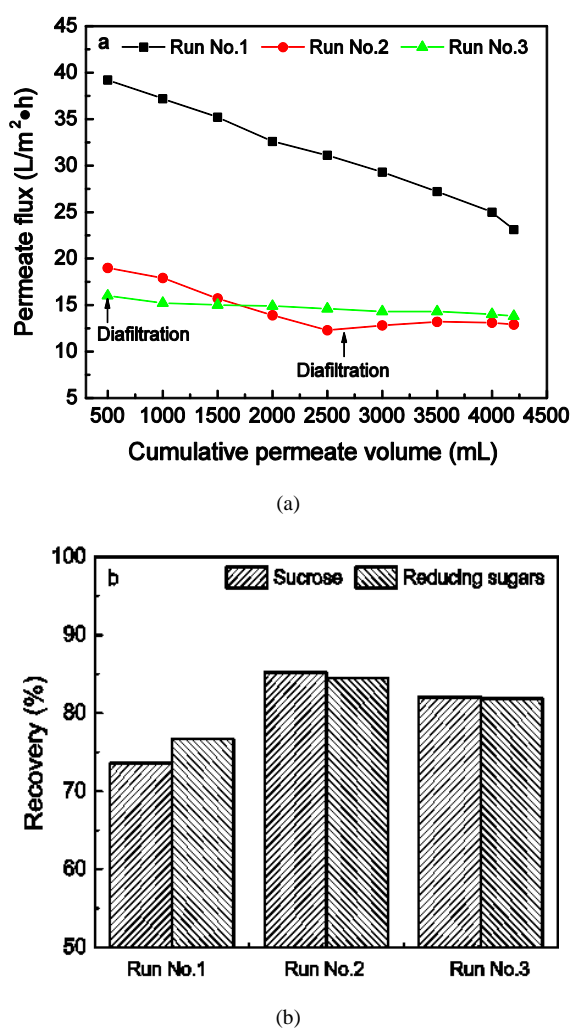 a
Run No.1
Run No.2
Run No.3
45
40
35
30
25
20
15
10
5
Permeate flux (L/m²•h)
Diafiltration
Diafiltration
500 1000 1500 2000 2500 3000 3500 4000 4500
Cumulative permeate volume (mL)
(a)
b
Sucrose
Reducing sugars
100
90
80
70
60
50
Recovery (%)
Run No.1
Run No.2
Run No.3
(b)